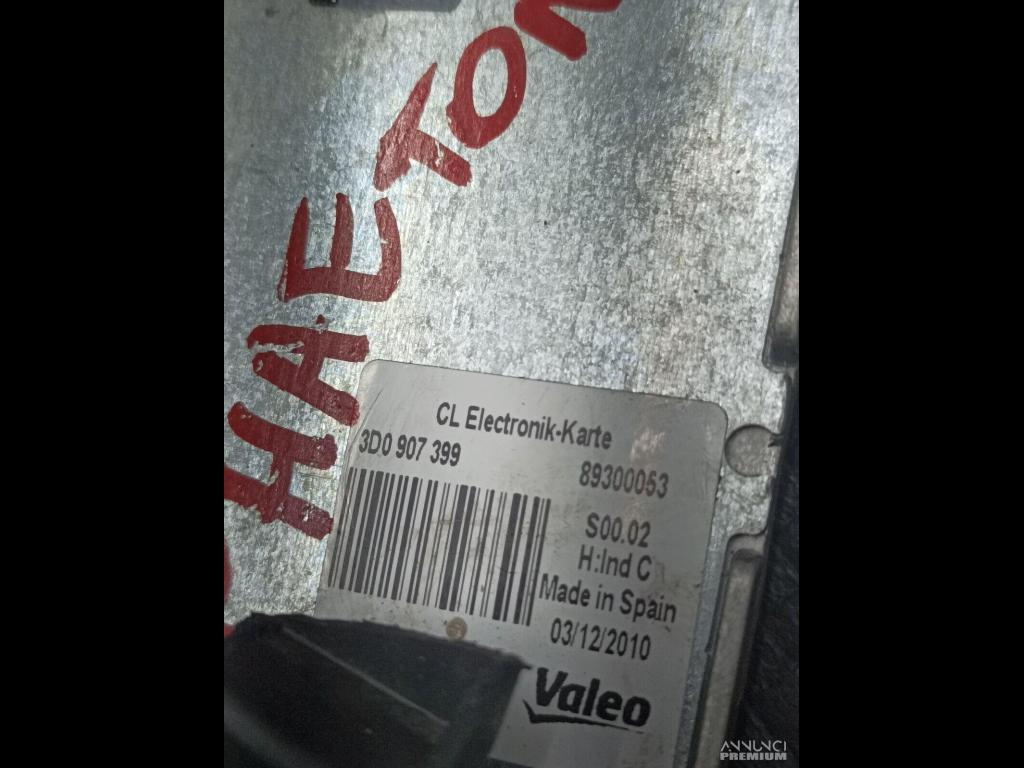 HAETON
CL Electronik-Karte
3D0 907 399
89300053
S00.02
H:Ind C
Made in Spain
03/12/2010
Valeo
ANNUNCI
PREMIUM